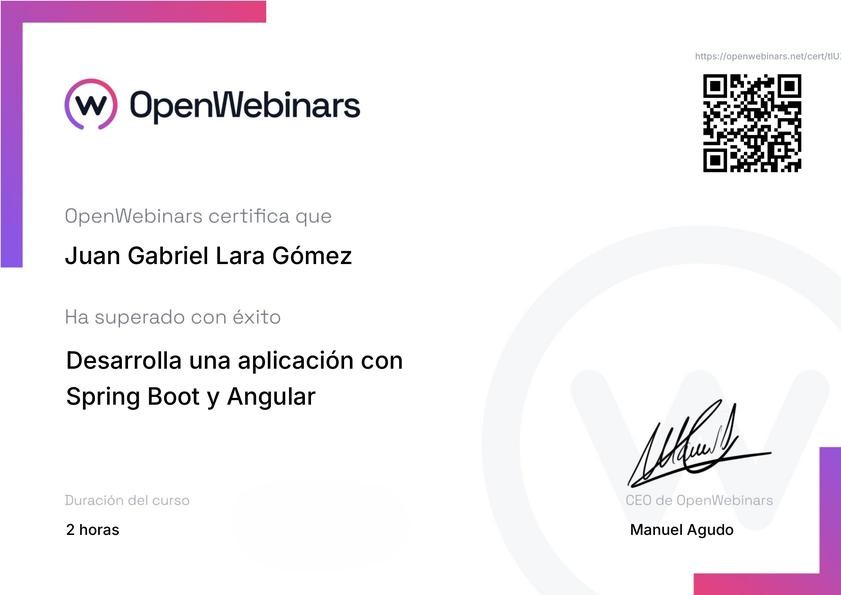 https://openwebinars.net/cert/tlU
OpenWebinars
OpenWebinars certifica que
Juan Gabriel Lara Gómez
Ha superado con éxito
Desarrolla una aplicación con
Spring Boot y Angular
Duración del curso
2 horas
CEO de OpenWebinars
Manuel Agudo